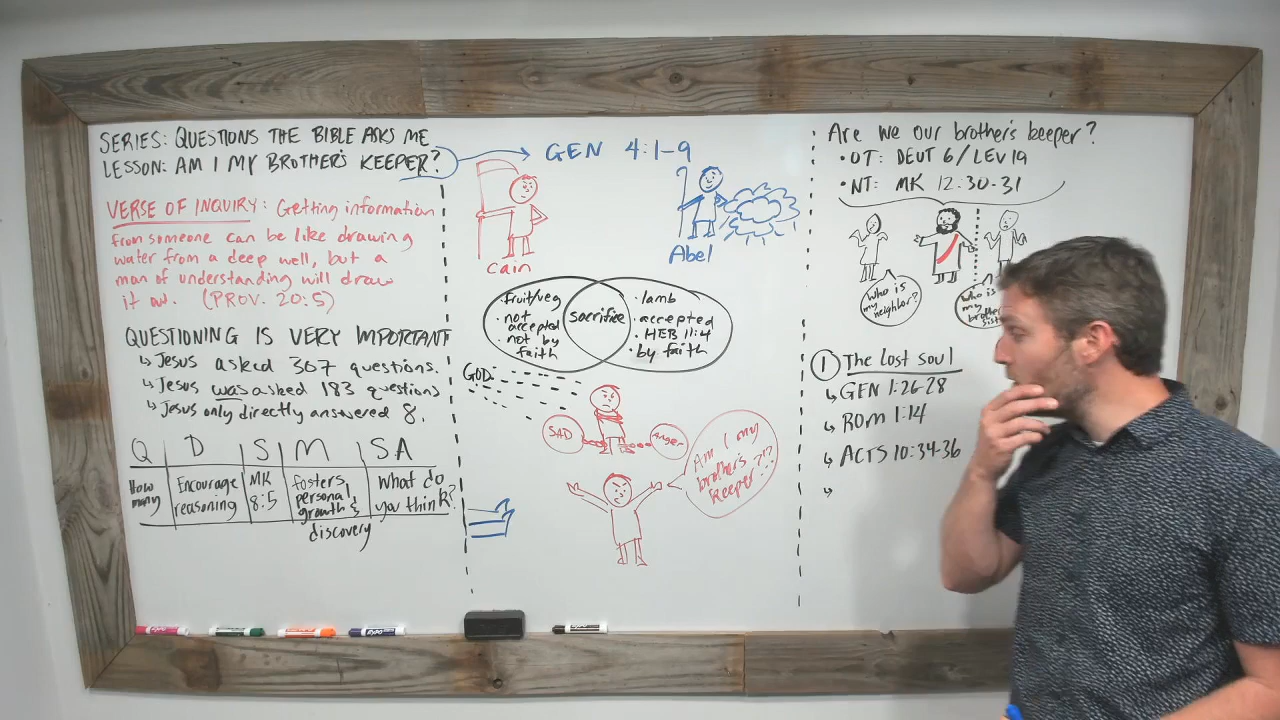 SERIES: QUESTIONS THE BIBLE ASKS ME
LESSON: AM I MY BROTHER'S KEEPER?
VERSE OF INQUIRY: Getting information
from someone can be like drawing
water from a deep well, but a
man of understanding will draw
it out. (PROV. 20:5)
QUESTIONING IS VERY IMPORTANT
↳ Jesus asked 307 questions.
↳ Jesus was asked 183 questions
↳ Jesus only directly answered 8.
Q D S M SA
How many
Encourage reasoning
MK 8:5
fosters personal growth & discovery
what do you think?
GEN 4:1-9
Cain
Abel
• fruit/veg
• not accepted
• not by faith
sacrifice
• lamb
• accepted
• HEB 11:4
• by faith
GOD:
SAD
Anger
Am I my
brother's
keeper?!?
Are we our brother's keeper?
• OT: DEUT 6/LEV 19
• NT: MK 12:30-31
Who is
my
neighbor?
Who is
my
1 The lost soul
↳ GEN 1:26-28
↳ ROM 1:14
↳ ACTS 10:34-36
EXPO